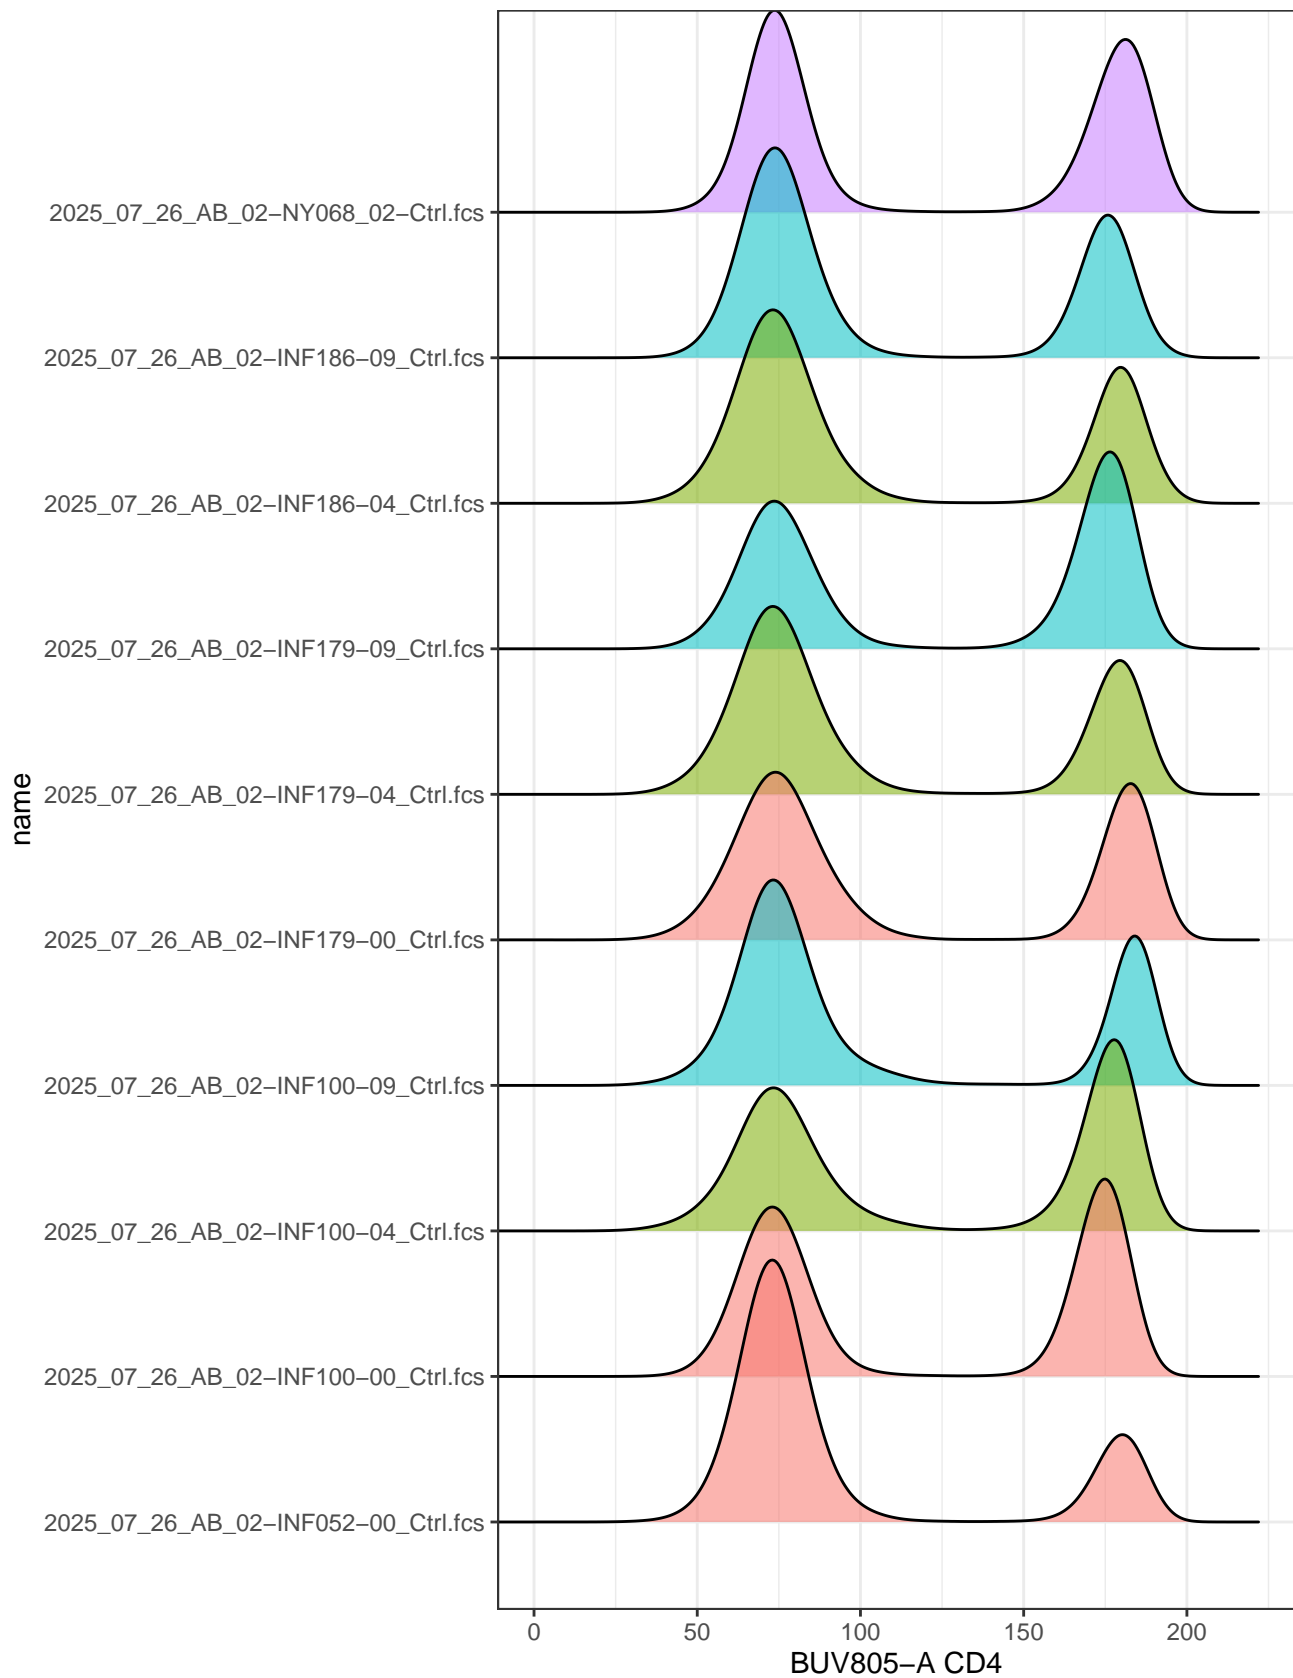 2025_07_26_AB_02−NY068_02−Ctrl.fcs
2025_07_26_AB_02−INF186−09_Ctrl.fcs
2025_07_26_AB_02−INF186−04_Ctrl.fcs
2025_07_26_AB_02−INF179−09_Ctrl.fcs
2025_07_26_AB_02−INF179−04_Ctrl.fcs
name
2025_07_26_AB_02−INF179−00_Ctrl.fcs
2025_07_26_AB_02−INF100−09_Ctrl.fcs
2025_07_26_AB_02−INF100−04_Ctrl.fcs
2025_07_26_AB_02−INF100−00_Ctrl.fcs
2025_07_26_AB_02−INF052−00_Ctrl.fcs
0 50 100 150 200
BUV805−A CD4